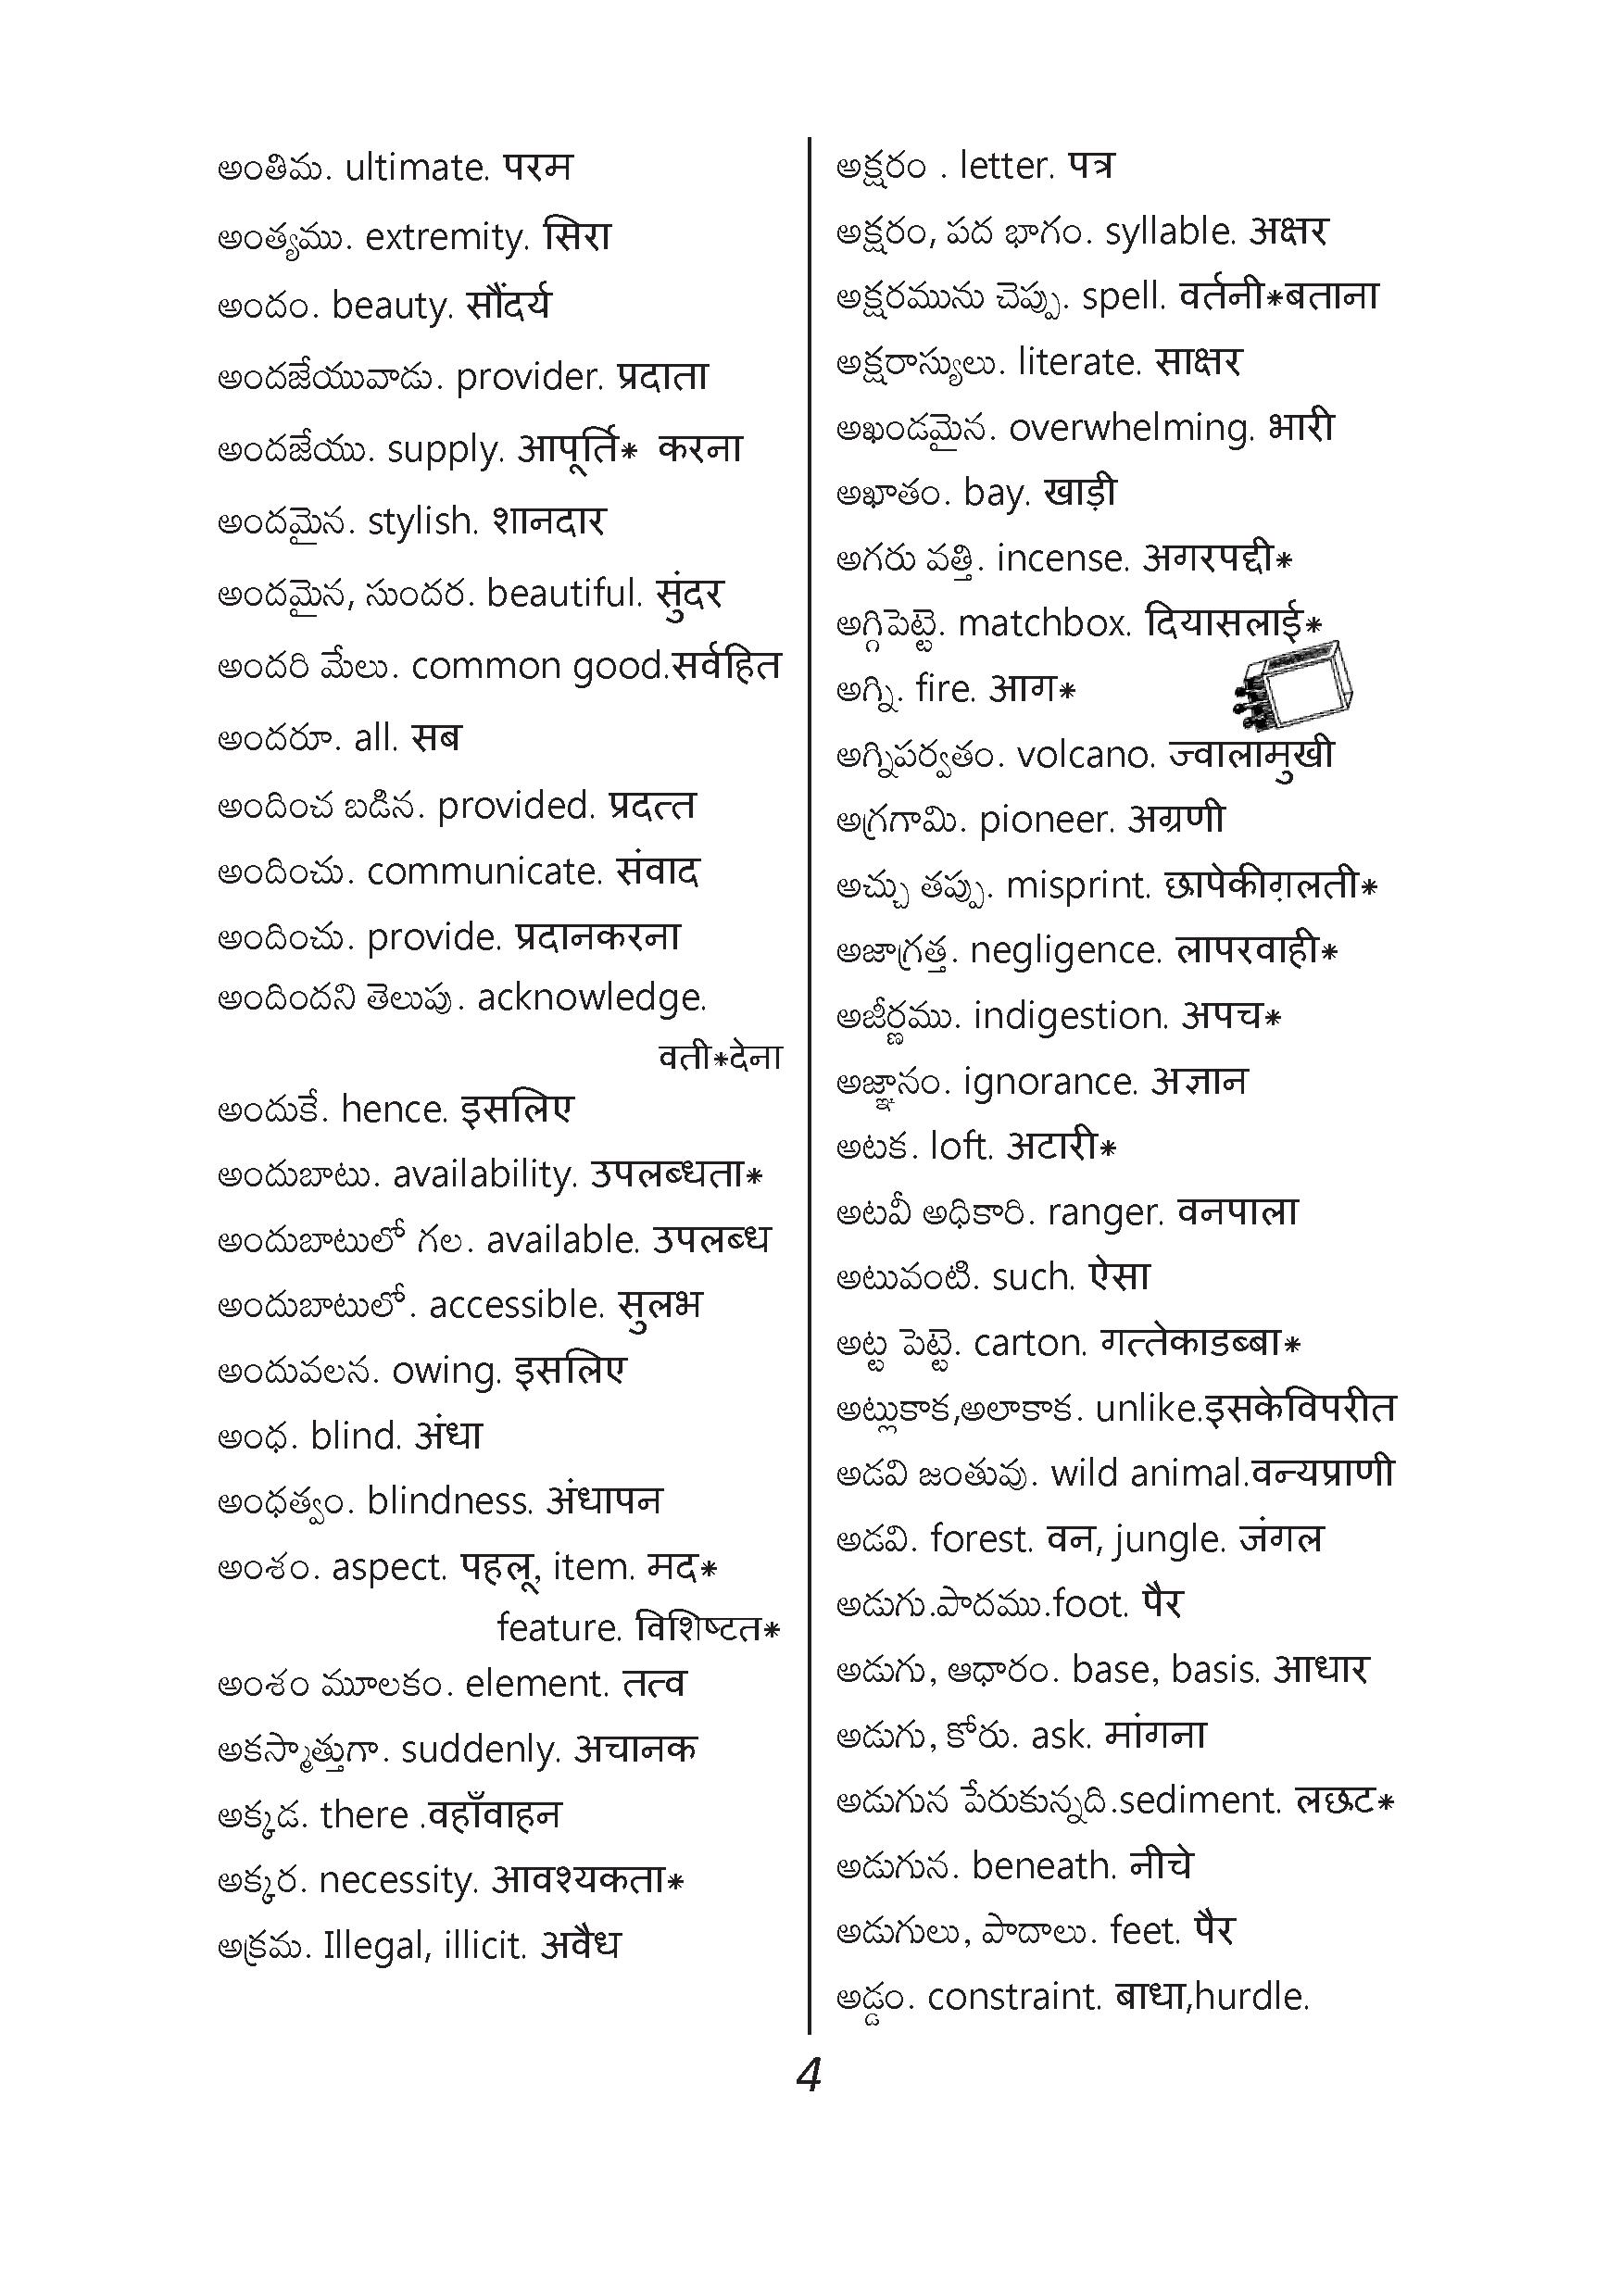 అంతిమ. ultimate. परम
అంత్యము. extremity. सिरा
అందం. beauty. सौंदर्य
అందజేయువాడు. provider. प्रदाता
అందజేయు. supply. आपूर्ति* करना
అందమైన. stylish. शानदार
అందమైన, సుందర. beautiful. सुंदर
అందరి మేలు. common good.सर्वहित
అందరూ. all. सब
అందించ బడిన. provided. प्रदत्त
అందించు. communicate. संवाद
అందించు. provide. प्रदानकरना
అందిందని తెలుపు. acknowledge.
वती*देना
అందుకే. hence. इसलिए
అందుబాటు. availability. उपलब्धता*
అందుబాటులో గల. available. उपलब्ध
అందుబాటులో. accessible. सुलभ
అందువలన. owing. इसलिए
అంధ. blind. अंधा
అంధత్వం. blindness. अंधापन
అంశం. aspect. पहलू, item. मद*
feature. विशिष्टत*
అంశం మూలకం. element. तत्व
అకస్మాత్తుగా. suddenly. अचानक
అక్కడ. there .वहाँवाहन
అక్కర. necessity. आवश्यकता*
అక్రమ. Illegal, illicit. अवैध
అక్షరం . letter. पत्र
అక్షరం, పద భాగం. syllable. अक्षर
అక్షరమును చెప్పు. spell. वर्तनी*बताना
అక్షరాస్యులు. literate. साक्षर
అఖండమైన. overwhelming. भारी
అఖాతం. bay. खाड़ी
అగరు వత్తి. incense. अगरपद्दी*
అగ్గిపెట్టె. matchbox. दियासलाई*
అగ్ని. fire. आग*
అగ్నిపర్వతం. volcano. ज्वालामुखी
అగ్రగామి. pioneer. अग्रणी
అచ్చు తప్పు. misprint. छापेकीग़लती*
అజాగ్రత్త. negligence. लापरवाही*
అజీర్ణము. indigestion. अपच*
అజ్ఞానం. ignorance. अज्ञान
అటక. loft. अटारी*
అటవీ అధికారి. ranger. वनपाला
అటువంటి. such. ऐसा
అట్ట పెట్టె. carton. गत्तेकाडब्बा*
అట్లుకాక,అలాకాక. unlike.इसकेविपरीत
అడవి జంతువు. wild animal.वन्यप्राणी
అడవి. forest. वन, jungle. जंगल
అడుగు.పాదము.foot. पैर
అడుగు, ఆధారం. base, basis. आधार
అడుగు, కోరు. ask. मांगना
అడుగున పేరుకున్నది.sediment. लछट*
అడుగున. beneath. नीचे
అడుగులు, పాదాలు. feet. पैर
అడ్డం. constraint. बाधा,hurdle.
4